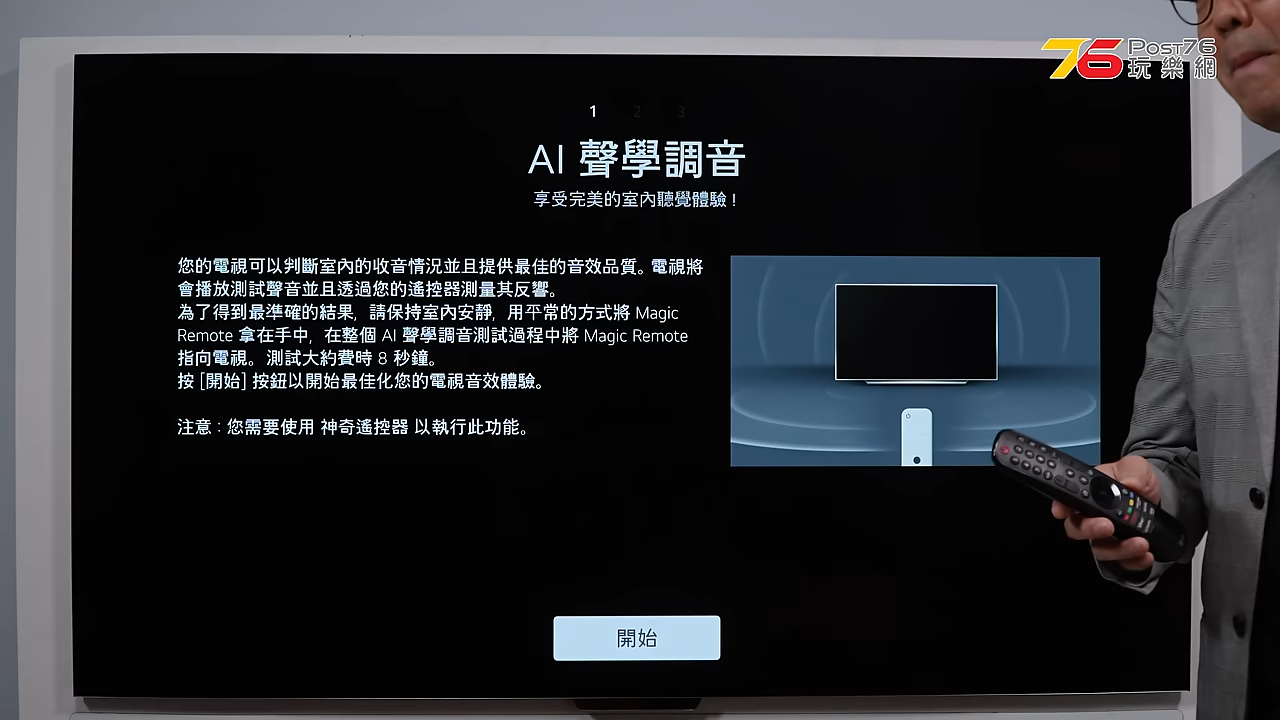 76 Post76
玩樂網
1 2 3
AI 聲學調音
享受完美的室內聽覺體驗！
您的電視可以判斷室內的收音情況並且提供最佳的音效品質。電視將
會播放測試聲音並且透過您的遙控器測量其反響。
為了得到最準確的結果，請保持室內安靜，用平常的方式將 Magic
Remote 拿在手中，在整個 AI 聲學調音測試過程中將 Magic Remote
指向電視。測試大約費時 8 秒鐘。
按 [開始] 按鈕以開始最佳化您的電視音效體驗。
注意：您需要使用 神奇遙控器 以執行此功能。
開始